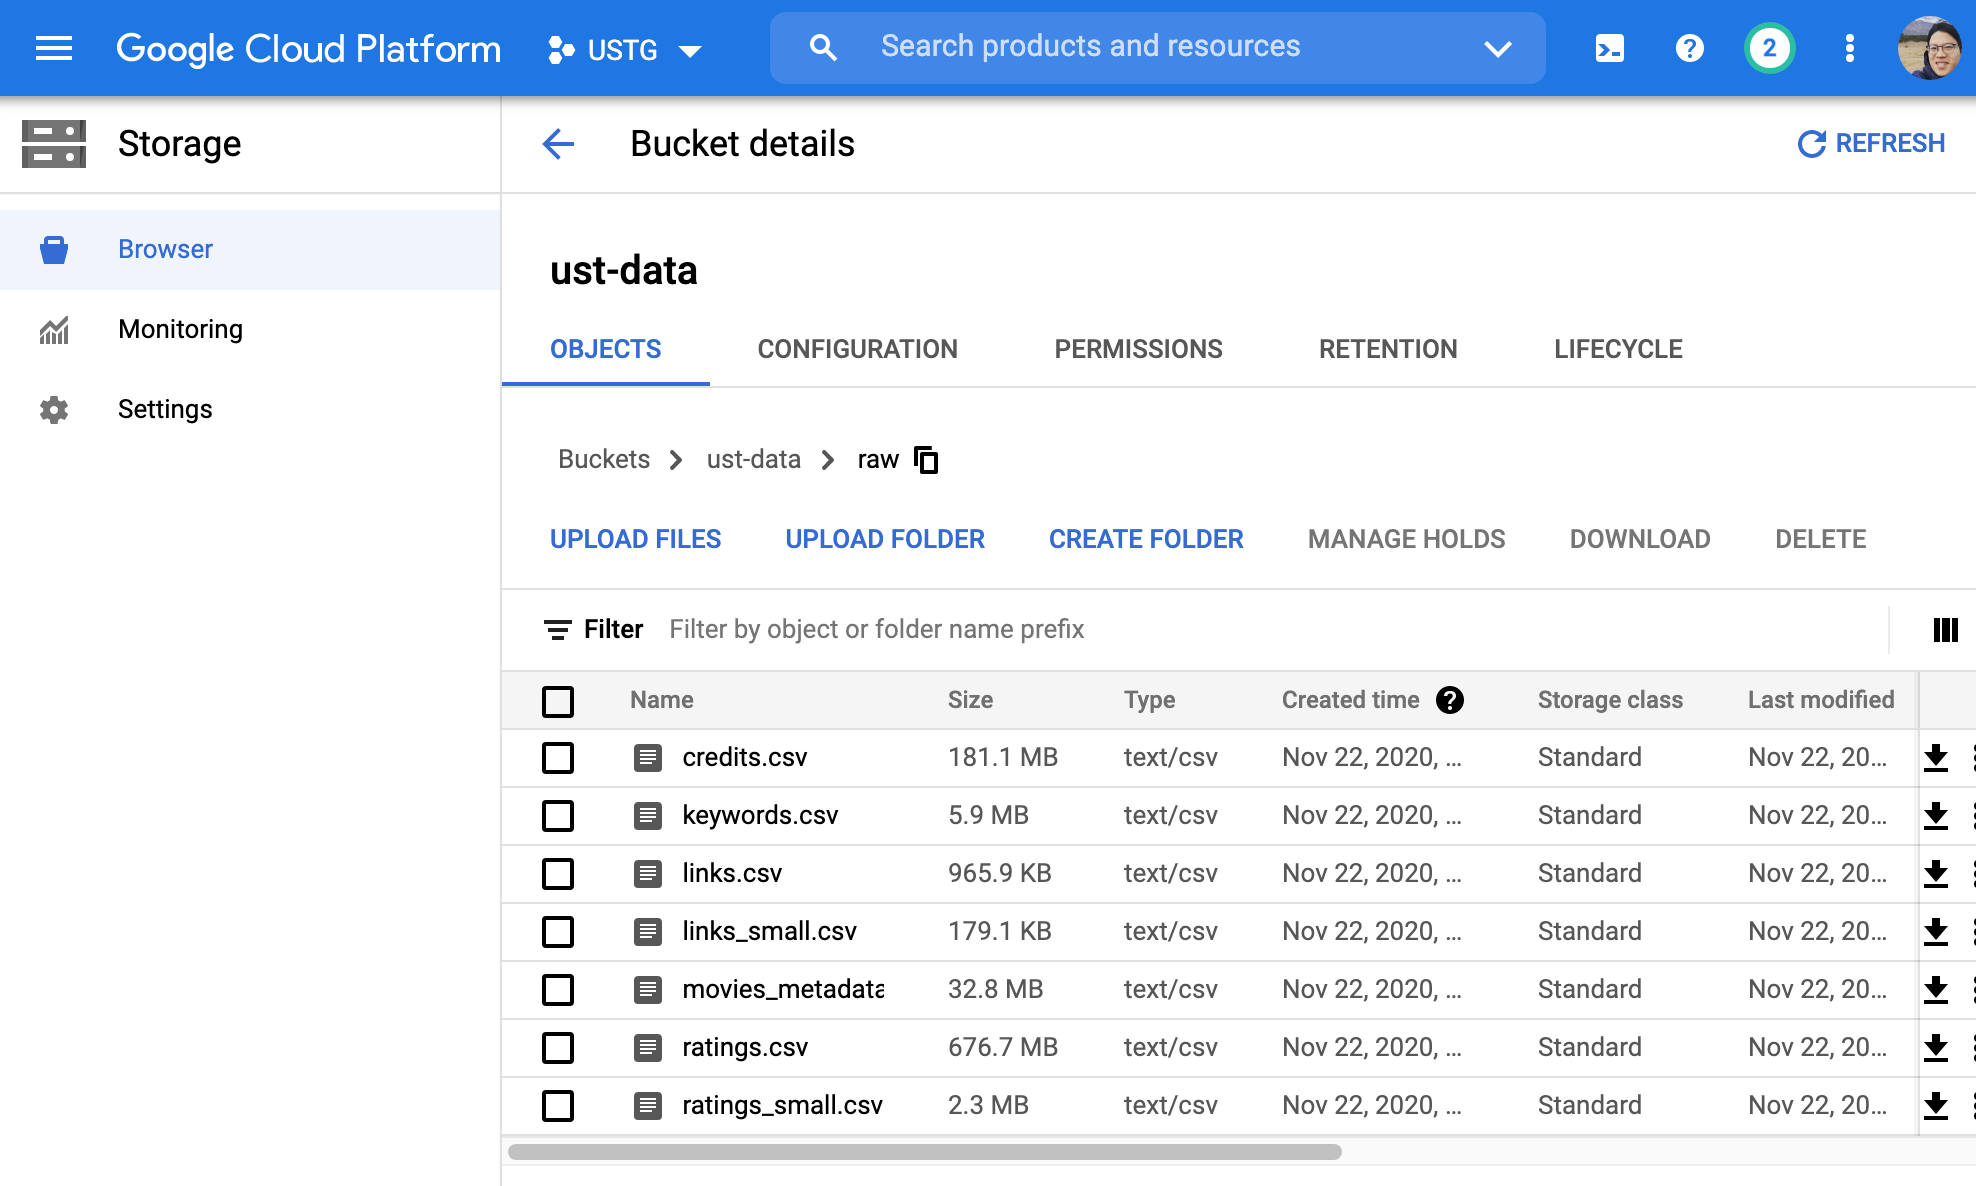 Google Cloud Platform USTG Search products and resources 2
Storage
Bucket details REFRESH
Browser
Monitoring
Settings
ust-data
OBJECTS CONFIGURATION PERMISSIONS RETENTION LIFECYCLE
Buckets ust-data raw
UPLOAD FILES UPLOAD FOLDER CREATE FOLDER MANAGE HOLDS DOWNLOAD DELETE
Filter Filter by object or folder name prefix
Name Size Type Created time Storage class Last modified
credits.csv 181.1 MB text/csv Nov 22, 2020, ... Standard Nov 22, 20...
keywords.csv 5.9 MB text/csv Nov 22, 2020, ... Standard Nov 22, 20...
links.csv 965.9 KB text/csv Nov 22, 2020, ... Standard Nov 22, 20...
links_small.csv 179.1 KB text/csv Nov 22, 2020, ... Standard Nov 22, 20...
movies_metadata 32.8 MB text/csv Nov 22, 2020, ... Standard Nov 22, 20...
ratings.csv 676.7 MB text/csv Nov 22, 2020, ... Standard Nov 22, 20...
ratings_small.csv 2.3 MB text/csv Nov 22, 2020, ... Standard Nov 22, 20...